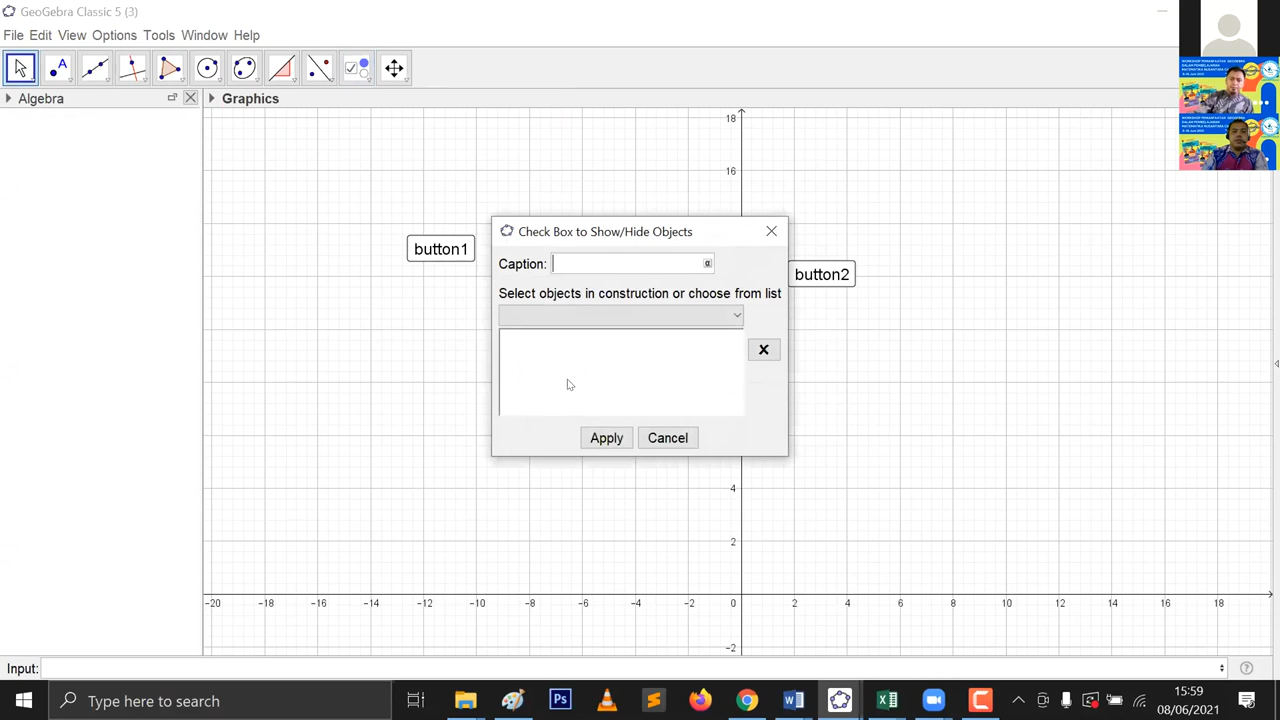 GeoGebra Classic 5 (3)
File Edit View Options Tools Window Help
A
Algebra
Graphics
18
16
button1
button2
Check Box to Show/Hide Objects
Caption:
α
Select objects in construction or choose from list
X
Apply Cancel
4
2
-20 -18 -16 -14 -12 -10 -8 -6 -4 -2 0 2 4 6 8 10 12 14 16 18
-2
Input:
Type here to search
Ps
15:59
08/06/2021